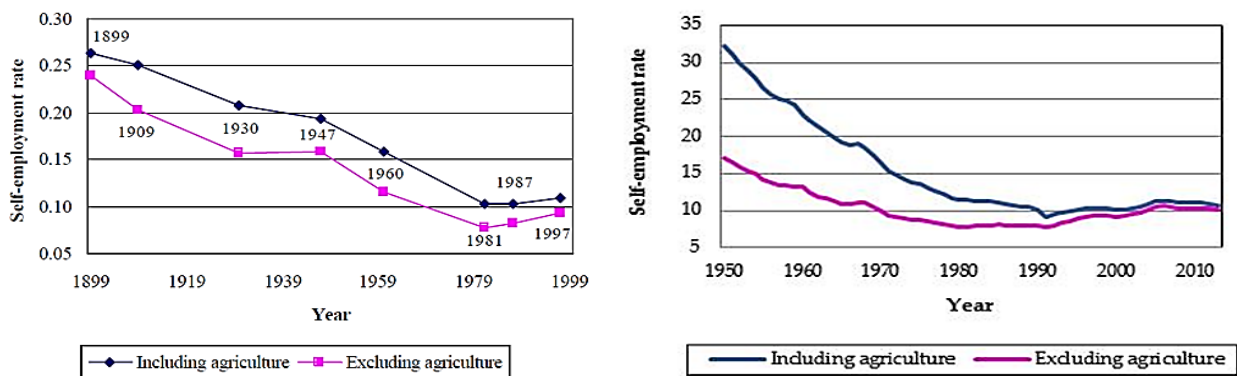 0.30
0.25
0.20
0.15
0.10
0.05
Self-employment rate
1899
1909
1930
1947
1960
1981
1987
1997
1899 1919 1939 1959 1979 1999
Year
Including agriculture Excluding agriculture
35
30
25
20
15
10
5
Self-employment rate
1950 1960 1970 1980 1990 2000 2010
Year
Including agriculture Excluding agriculture